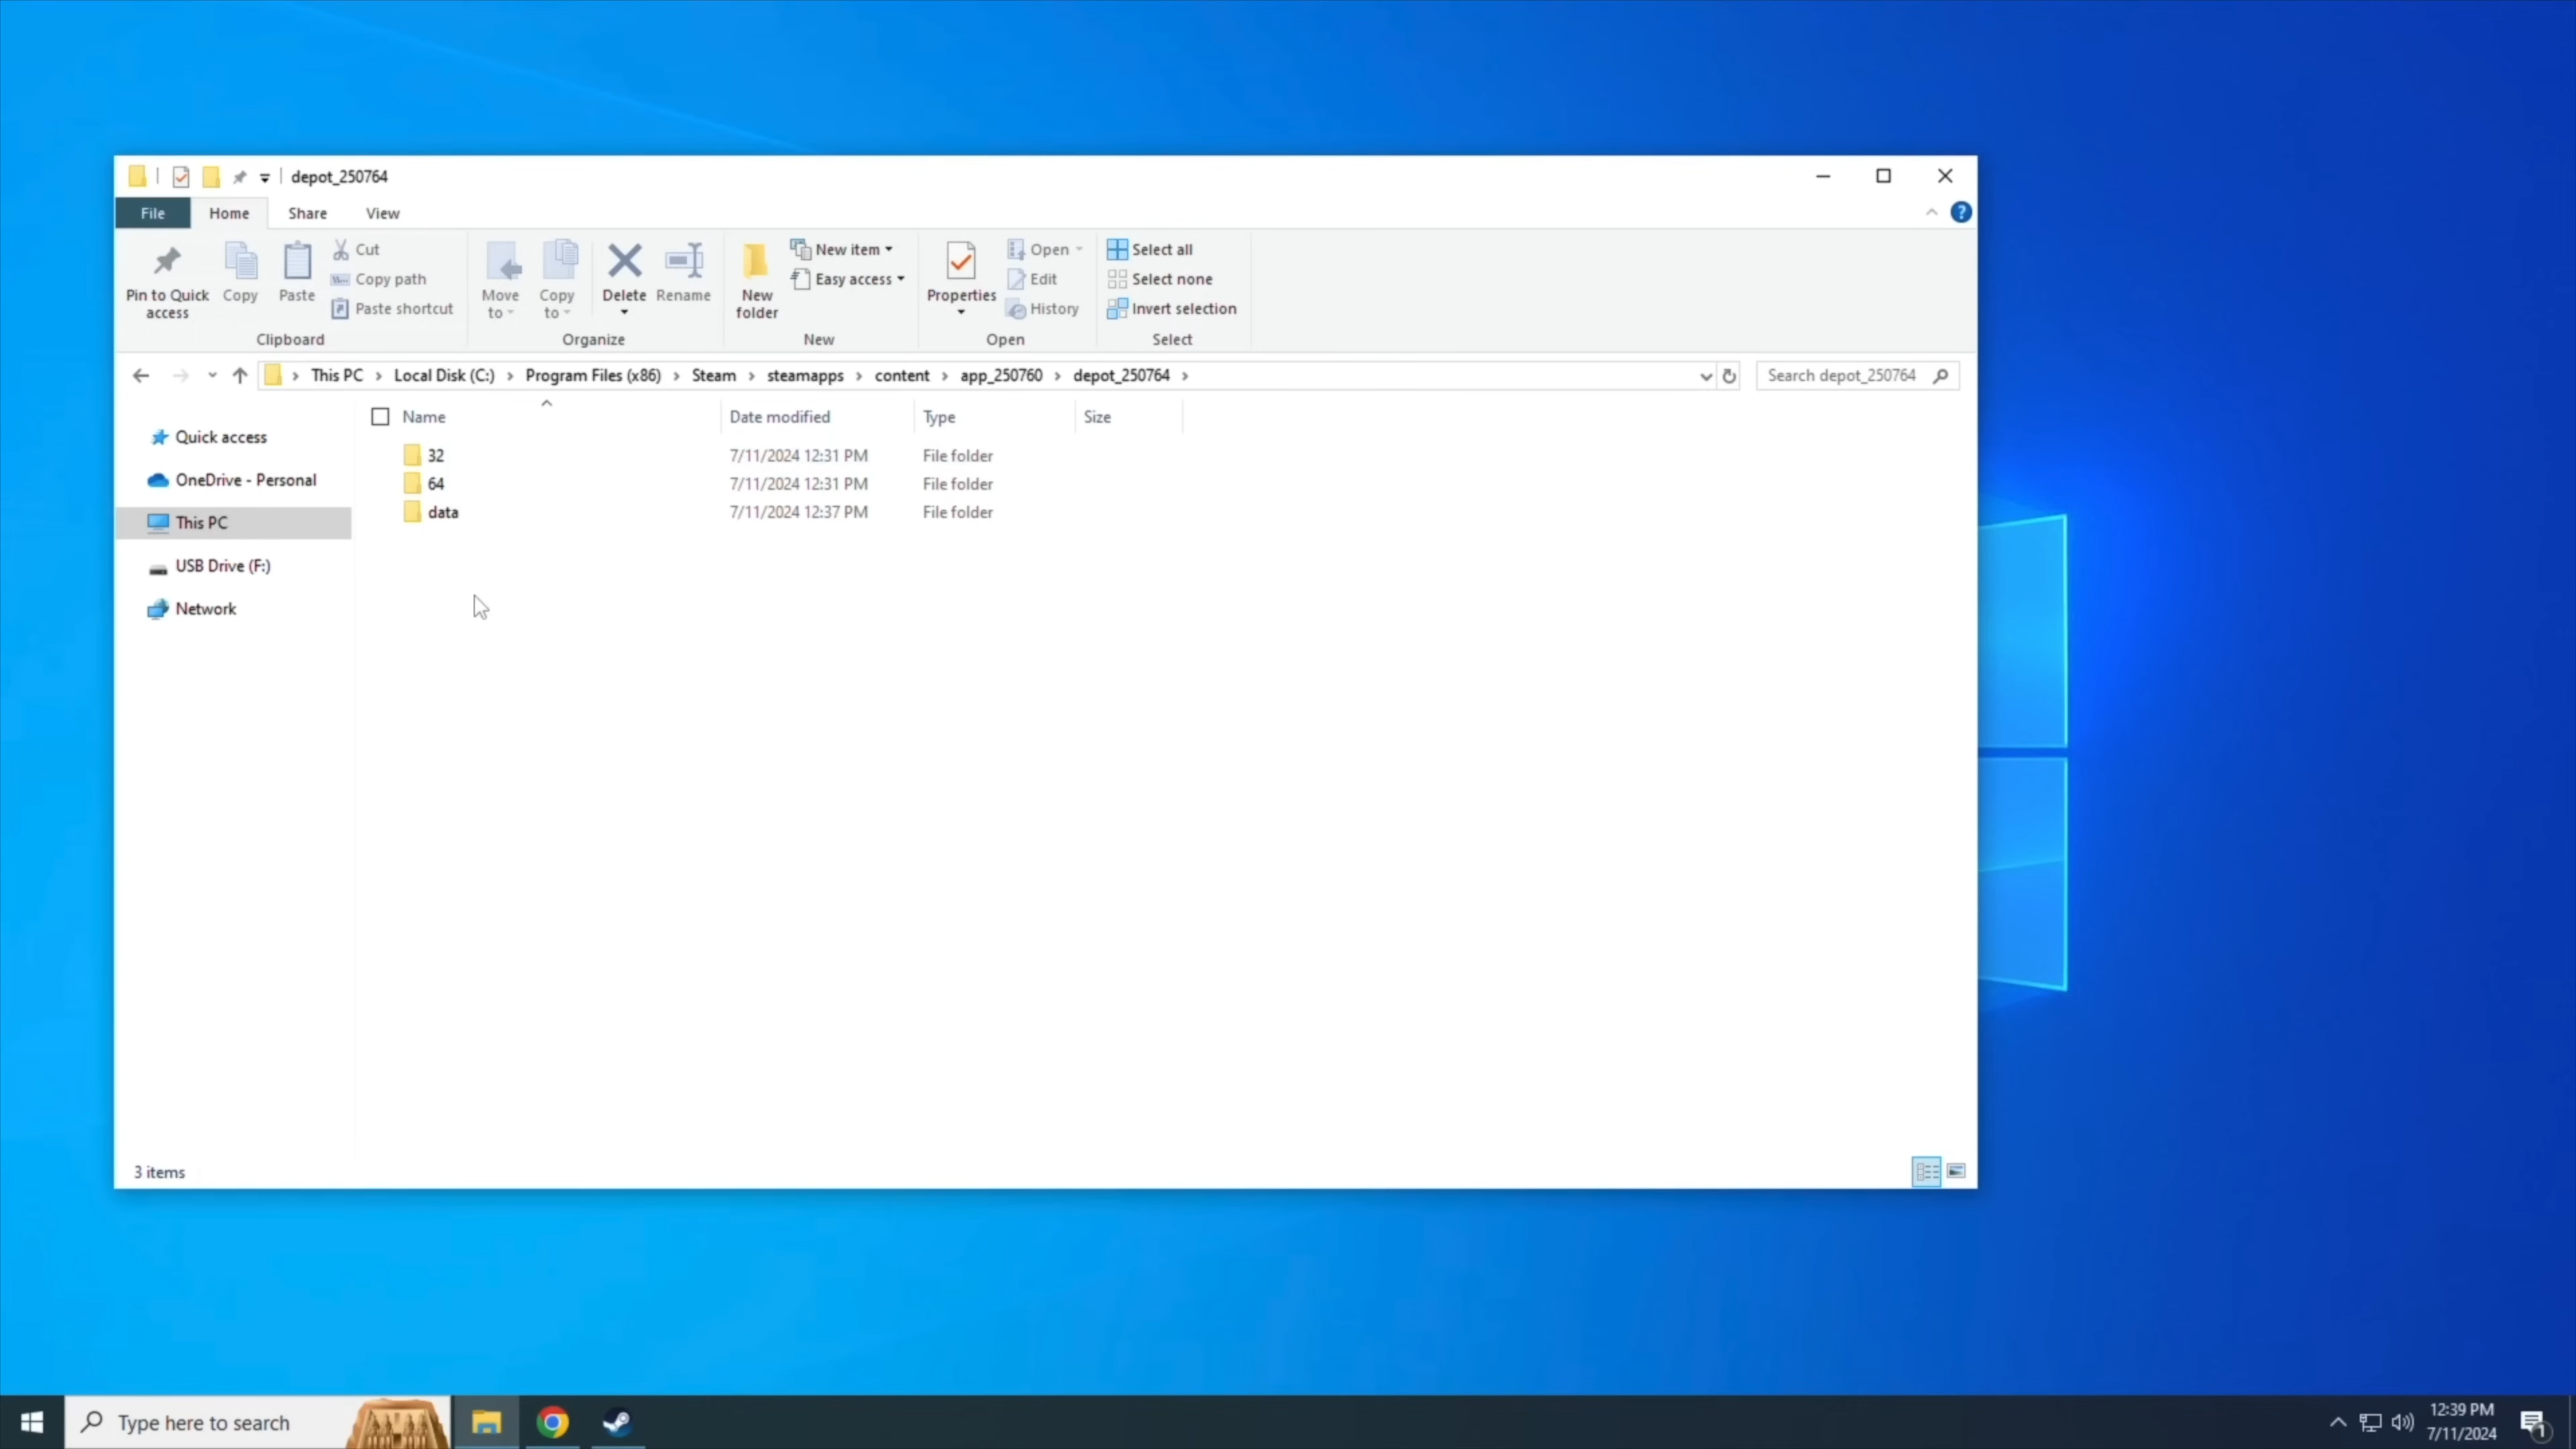 depot_250764
File Home Share View
Pin to Quick access
Copy
Paste
Cut
Copy path
Paste shortcut
Clipboard
Move to
Copy to
Delete
Rename
Organize
New folder
New item
Easy access
New
Properties
Open
Edit
History
Open
Select all
Select none
Invert selection
Select
This PC Local Disk (C:) Program Files (x86) Steam steamapps content app_250760 depot_250764
Search depot_250764
Quick access
OneDrive - Personal
This PC
USB Drive (F:)
Network
Name Date modified Type Size
32 7/11/2024 12:31 PM File folder
64 7/11/2024 12:31 PM File folder
data 7/11/2024 12:37 PM File folder
3 items
Type here to search
12:39 PM
7/11/2024
1